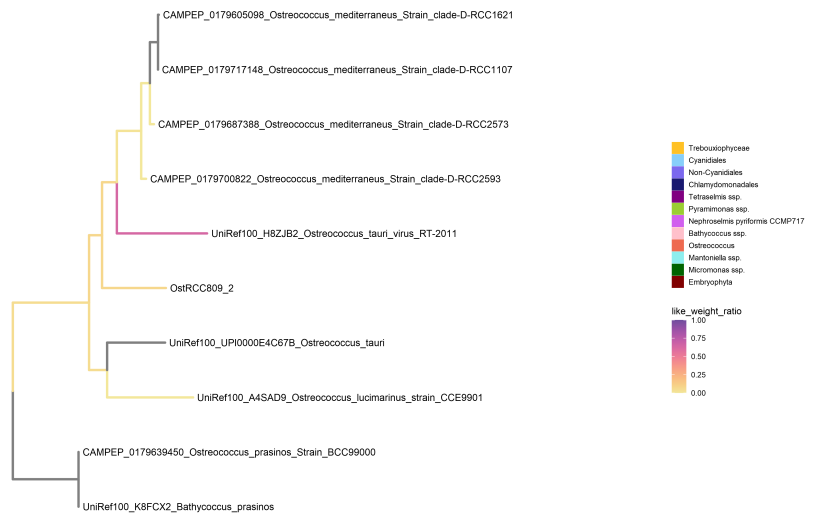 CAMPEP_0179605098_Ostreococcus_mediterraneus_Strain_clade-D-RCC1621
CAMPEP_0179717148_Ostreococcus_mediterraneus_Strain_clade-D-RCC1107
CAMPEP_0179687388_Ostreococcus_mediterraneus_Strain_clade-D-RCC2573
CAMPEP_0179700822_Ostreococcus_mediterraneus_Strain_clade-D-RCC2593
UniRef100_H8ZJB2_Ostreococcus_tauri_virus_RT-2011
OstRCC809_2
UniRef100_UPI0000E4C67B_Ostreococcus_tauri
UniRef100_A4SAD9_Ostreococcus_lucimarinus_strain_CCE9901
CAMPEP_0179639450_Ostreococcus_prasinos_Strain_BCC99000
UniRef100_K8FCX2_Bathycoccus_prasinos
Trebouxiophyceae
Cyanidiales
Non-Cyanidiales
Chlamydomonadales
Tetraselmis ssp.
Pyramimonas ssp.
Nephroselmis pyriformis CCMP717
Bathycoccus ssp.
Ostreococcus
Mantoniella ssp.
Micromonas ssp.
Embryophyta
like_weight_ratio
1.00
0.75
0.50
0.25
0.00